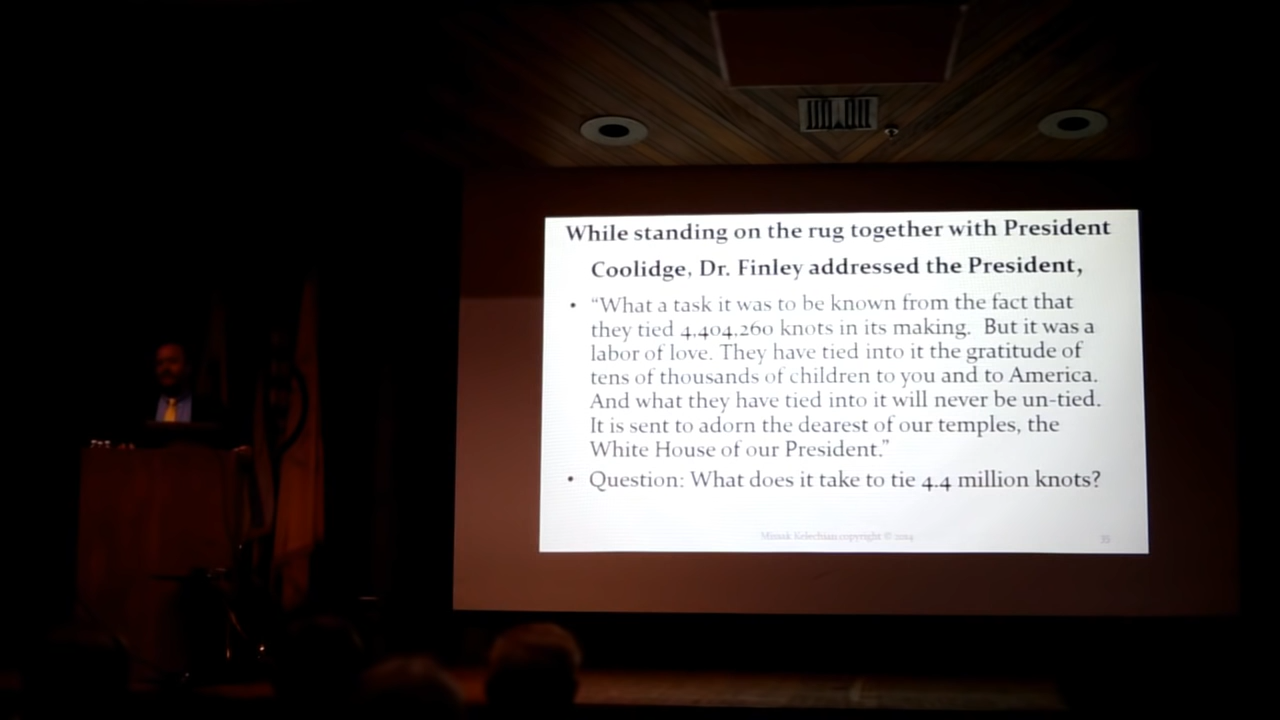 While standing on the rug together with President
Coolidge, Dr. Finley addressed the President,
• “What a task it was to be known from the fact that
they tied 4,404,260 knots in its making. But it was a
labor of love. They have tied into it the gratitude of
tens of thousands of children to you and to America.
And what they have tied into it will never be un-tied.
It is sent to adorn the dearest of our temples, the
White House of our President.”
• Question: What does it take to tie 4.4 million knots?
copyright © 2014